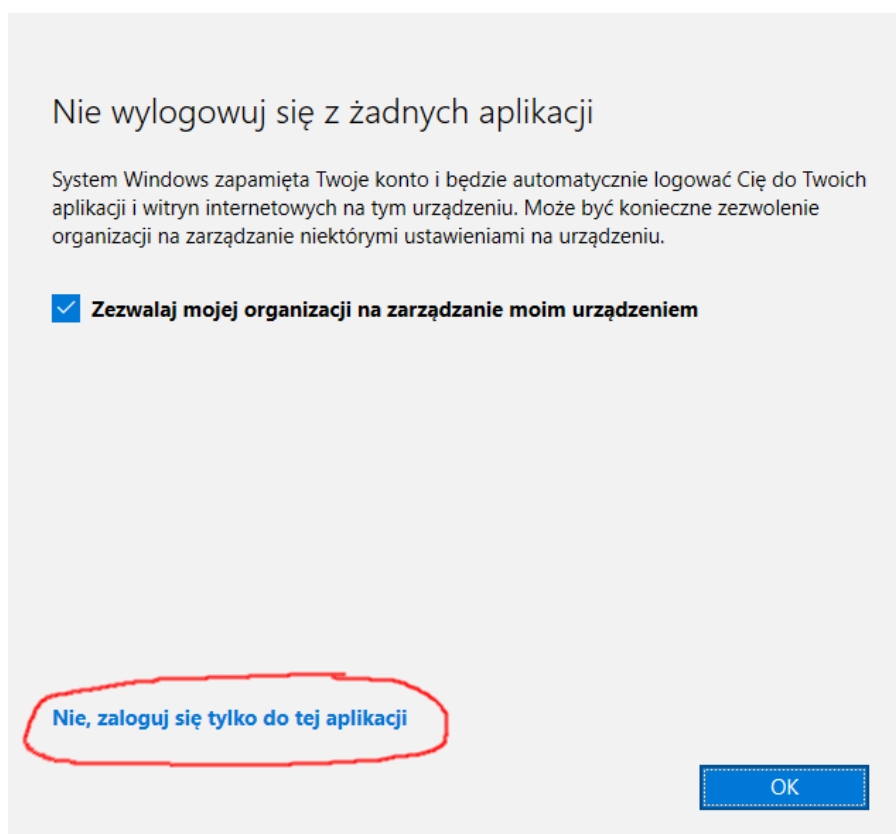 Nie wylogowuj się z żadnych aplikacji
System Windows zapamięta Twoje konto i będzie automatycznie logować Cię do Twoich
aplikacji i witryn internetowych na tym urządzeniu. Może być konieczne zezwolenie
organizacji na zarządzanie niektórymi ustawieniami na urządzeniu.
Zezwalaj mojej organizacji na zarządzanie moim urządzeniem
Nie, zaloguj się tylko do tej aplikacji
OK